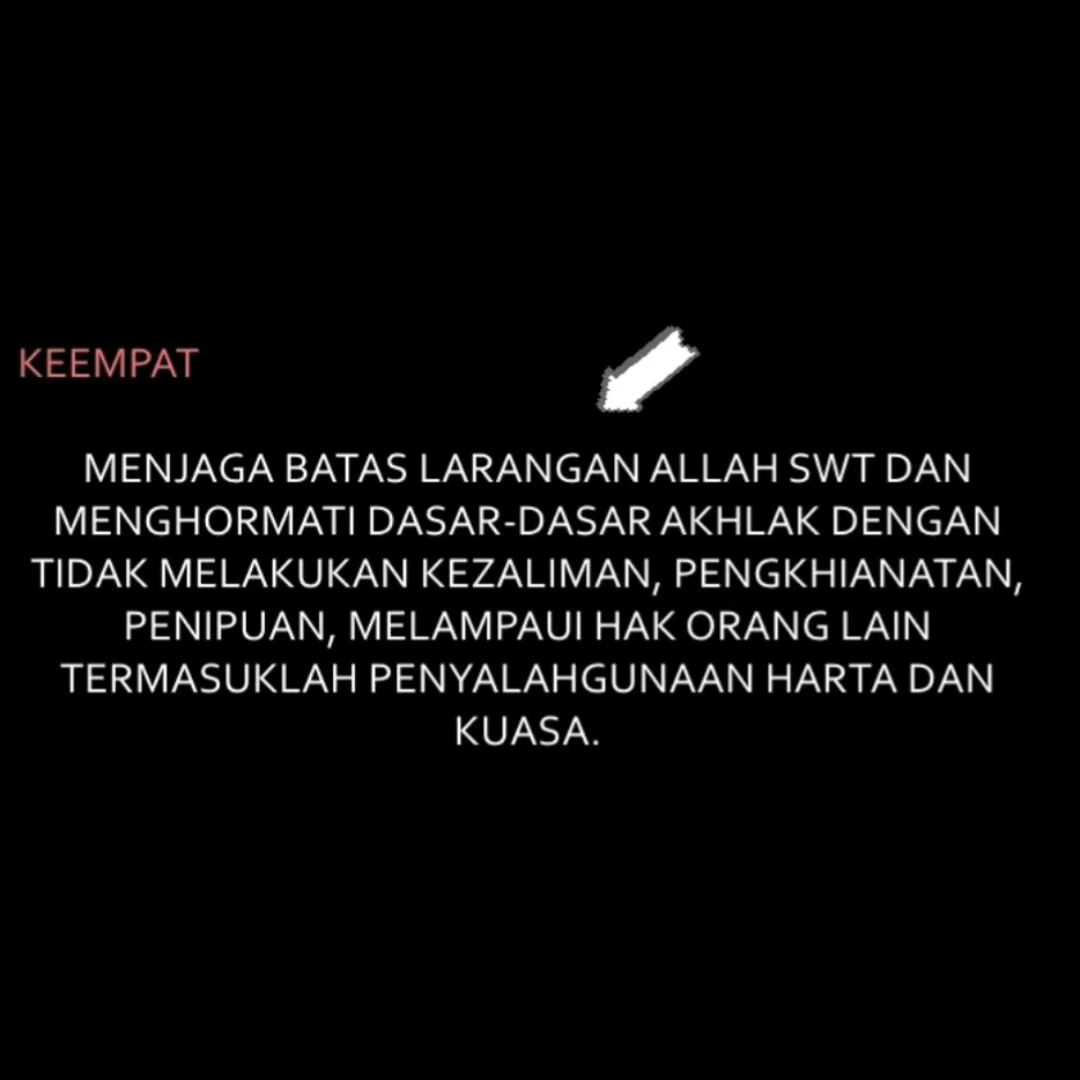 KEEMPAT
MENJAGA BATAS LARANGAN ALLAH SWT DAN
MENGHORMATI DASAR-DASAR AKHLAK DENGAN
TIDAK MELAKUKAN KEZALIMAN, PENGKHIANATAN,
PENIPUAN, MELAMPAUI HAK ORANG LAIN
TERMASUKLAH PENYALAHGUNAAN HARTA DAN
KUASA.